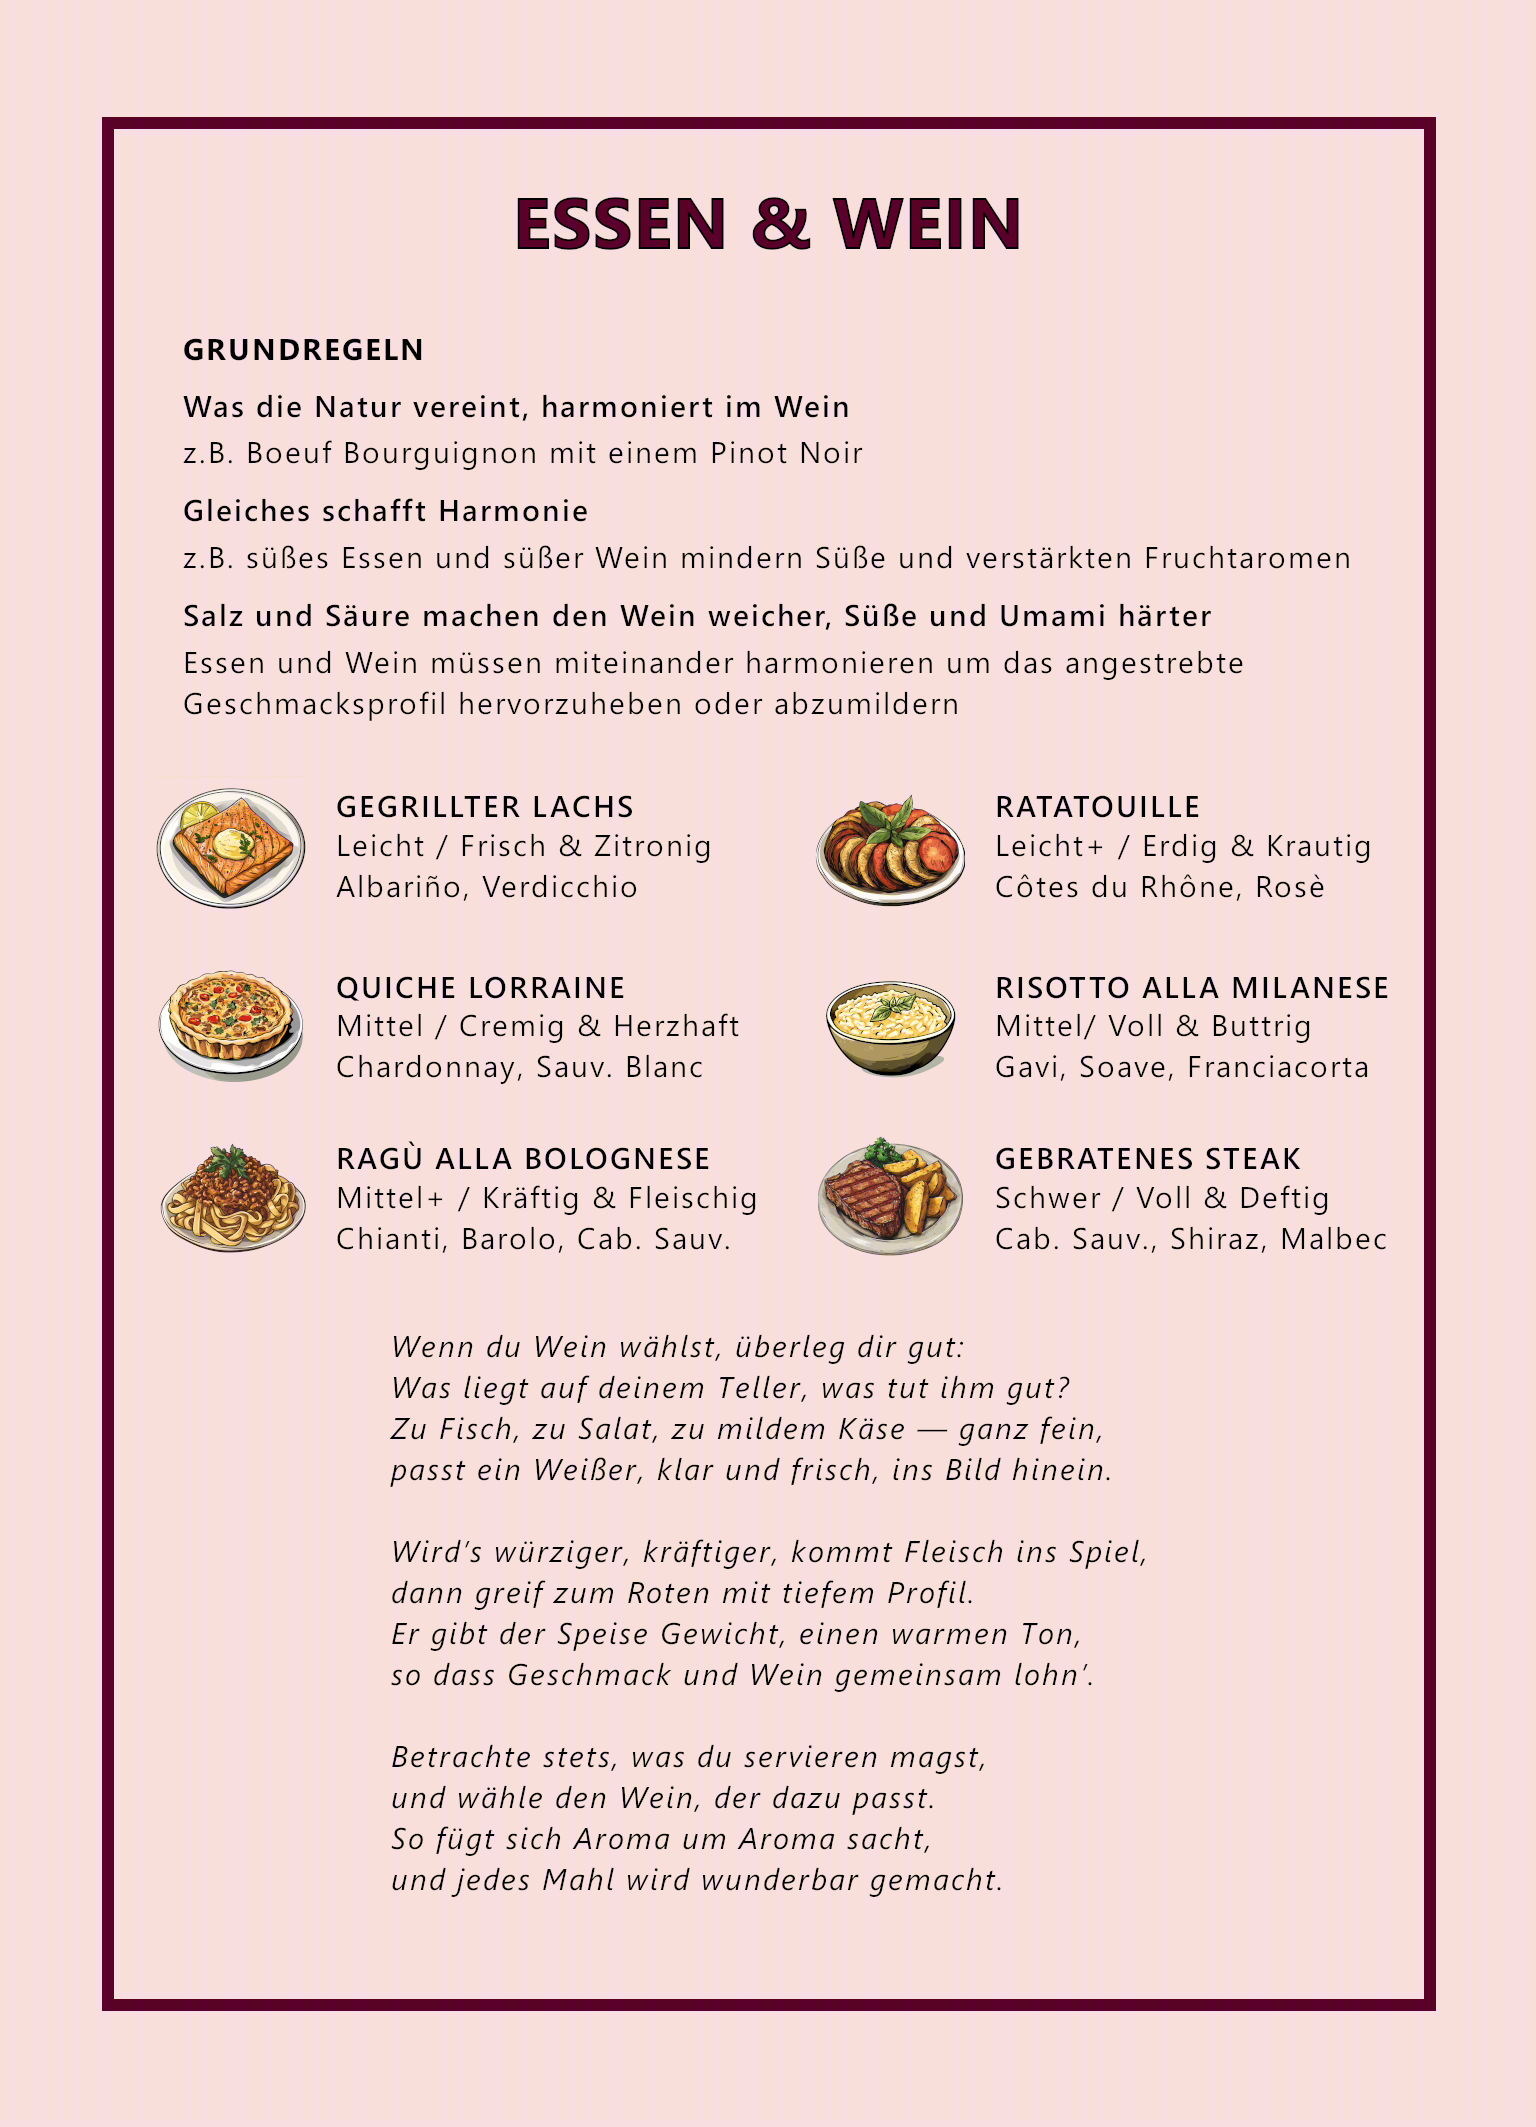 ESSEN & WEIN
GRUNDREGELN
Was die Natur vereint, harmoniert im Wein
z.B. Boeuf Bourguignon mit einem Pinot Noir
Gleiches schafft Harmonie
z.B. süßes Essen und süßer Wein mindern Süße und verstärkten Fruchtaromen
Salz und Säure machen den Wein weicher, Süße und Umami härter
Essen und Wein müssen miteinander harmonieren um das angestrebte
Geschmacksprofil hervorzuheben oder abzumildern
GEGRILLTER LACHS
Leicht / Frisch & Zitronig
Albariño, Verdicchio
RATATOUILLE
Leicht+ / Erdig & Krautig
Côtes du Rhône, Rosè
QUICHE LORRAINE
Mittel / Cremig & Herzhaft
Chardonnay, Sauv. Blanc
RISOTTO ALLA MILANESE
Mittel/ Voll & Buttrig
Gavi, Soave, Franciacorta
RAGÙ ALLA BOLOGNESE
Mittel+ / Kräftig & Fleischig
Chianti, Barolo, Cab. Sauv.
GEBRATENES STEAK
Schwer / Voll & Deftig
Cab. Sauv., Shiraz, Malbec
Wenn du Wein wählst, überleg dir gut:
Was liegt auf deinem Teller, was tut ihm gut?
Zu Fisch, zu Salat, zu mildem Käse — ganz fein,
passt ein Weißer, klar und frisch, ins Bild hinein.
Wird’s würziger, kräftiger, kommt Fleisch ins Spiel,
dann greif zum Roten mit tiefem Profil.
Er gibt der Speise Gewicht, einen warmen Ton,
so dass Geschmack und Wein gemeinsam lohn’.
Betrachte stets, was du servieren magst,
und wähle den Wein, der dazu passt.
So fügt sich Aroma um Aroma sacht,
und jedes Mahl wird wunderbar gemacht.